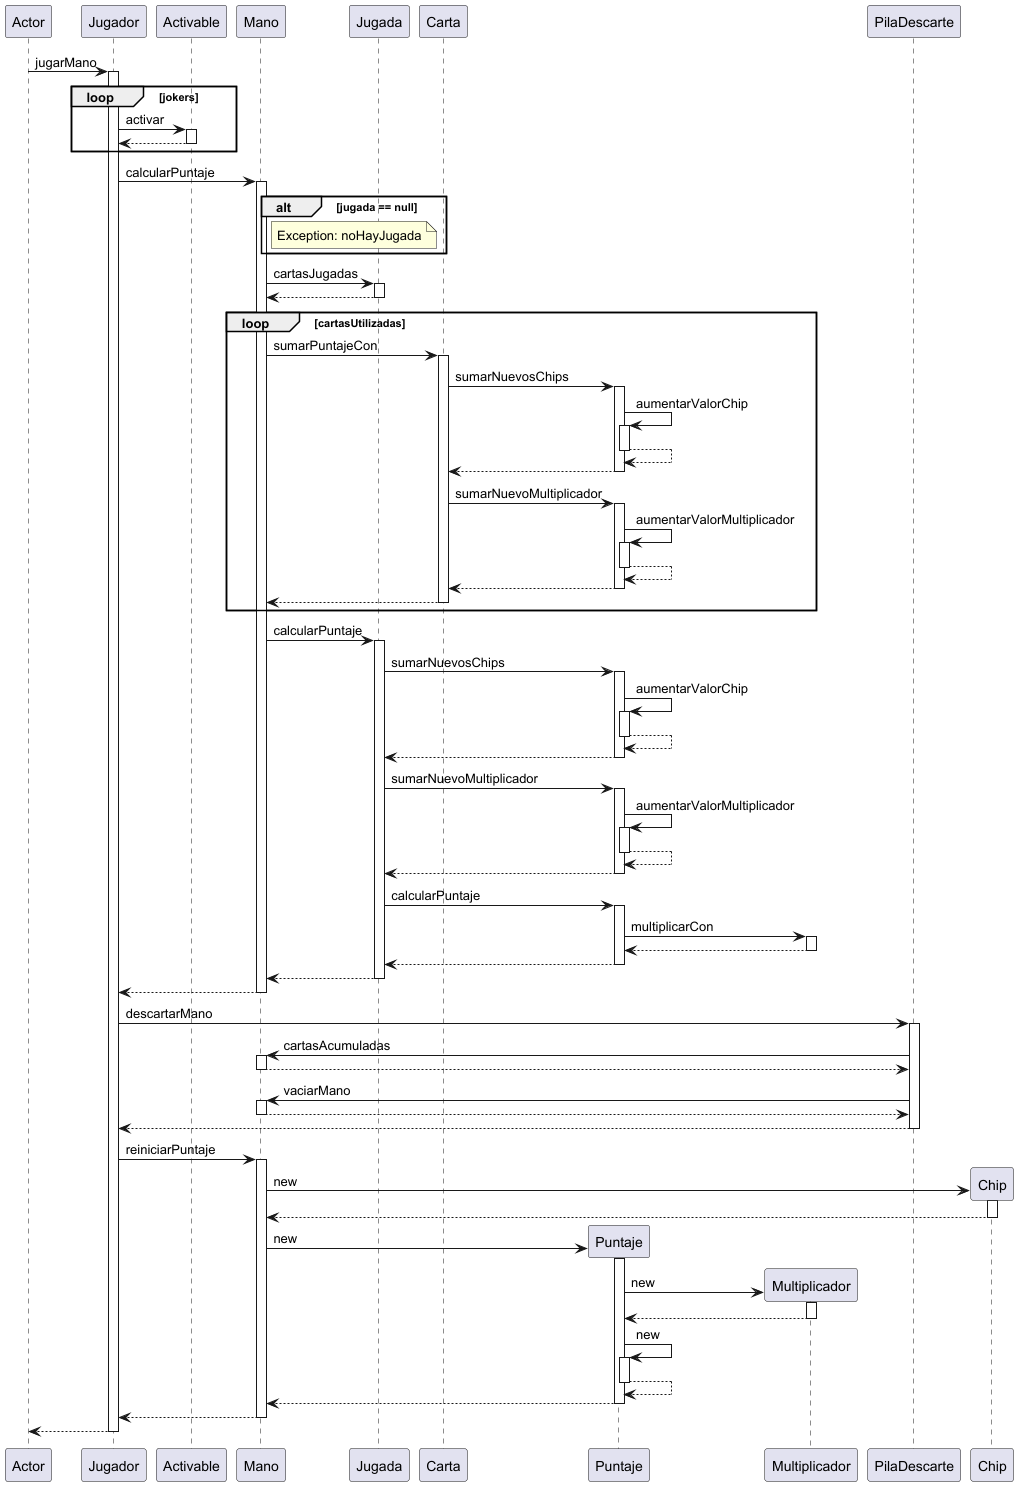 Actor Jugador Activable Mano Jugada Carta PilaDescarte
jugarMano
loop [jokers]
activar
calcularPuntaje
alt [jugada == null]
Exception: noHayJugada
cartasJugadas
loop [cartasUtilizadas]
sumarPuntajeCon
sumarNuevosChips
aumentarValorChip
sumarNuevoMultiplicador
aumentarValorMultiplicador
calcularPuntaje
sumarNuevosChips
aumentarValorChip
sumarNuevoMultiplicador
aumentarValorMultiplicador
calcularPuntaje
multiplicarCon
descartarMano
cartasAcumuladas
vaciarMano
reiniciarPuntaje
new Chip
new Puntaje
new Multiplicador
new
Actor Jugador Activable Mano Jugada Carta Puntaje Multiplicador PilaDescarte Chip